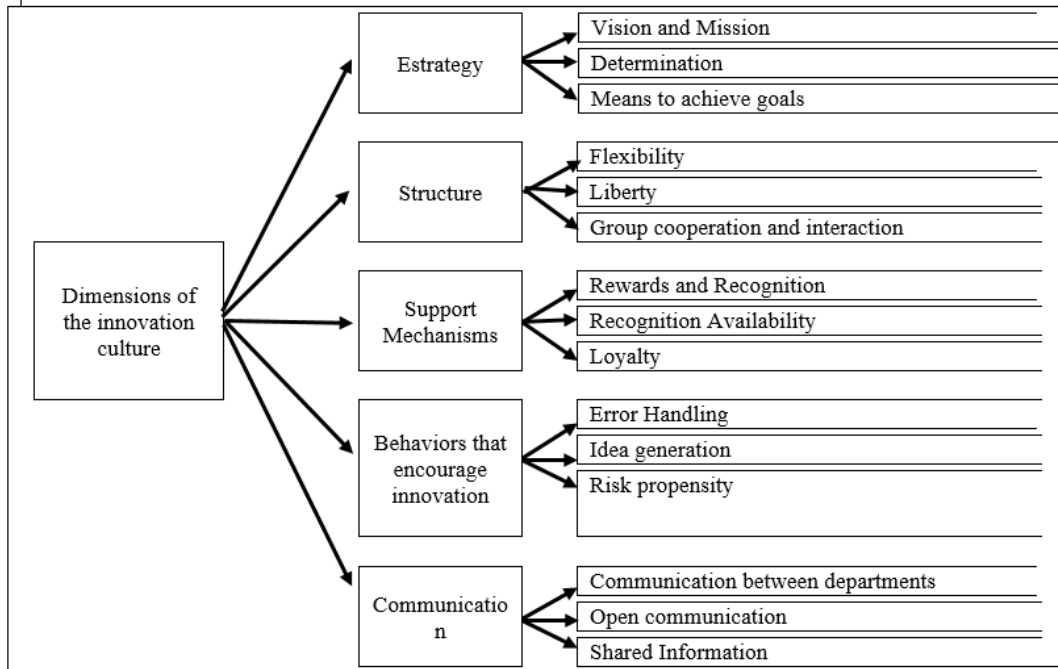 Dimensions of
the innovation
culture
Estrategy
Vision and Mission
Determination
Means to achieve goals
Structure
Flexibility
Liberty
Group cooperation and interaction
Support
Mechanisms
Rewards and Recognition
Recognition Availability
Loyalty
Behaviors that
encourage
innovation
Error Handling
Idea generation
Risk propensity
Communicatio
n
Communication between departments
Open communication
Shared Information